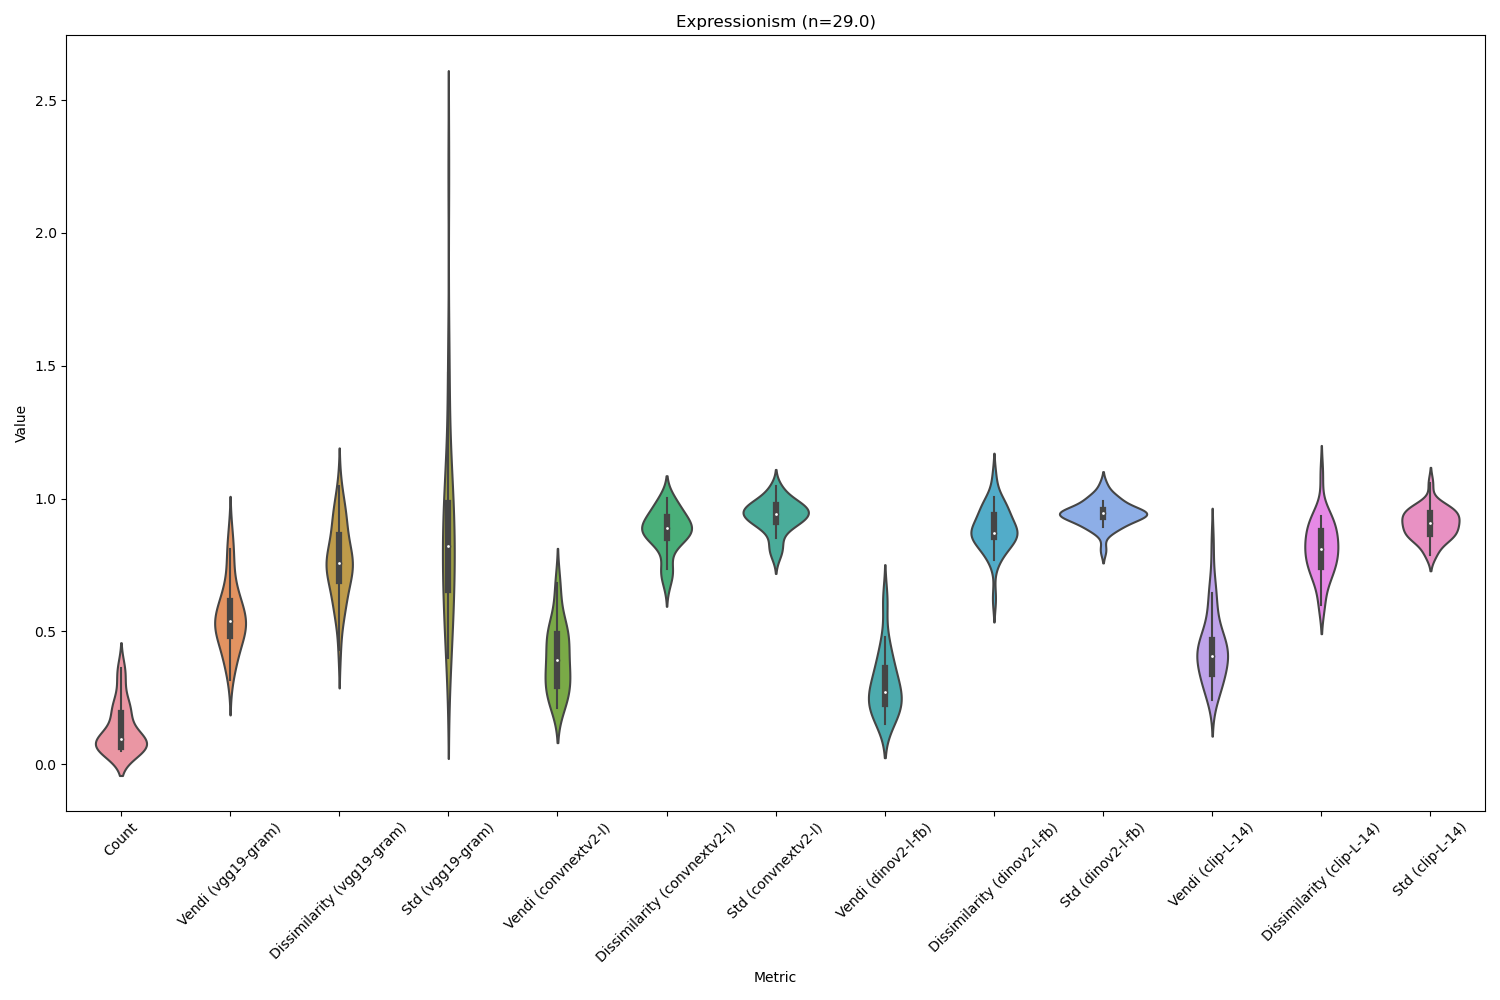 Expressionism (n=29.0)
Value
2.5
2.0
1.5
1.0
0.5
0.0
Count
Vendi (vgg19-gram)
Dissimilarity (vgg19-gram)
Std (vgg19-gram)
Vendi (convnextv2-l)
Dissimilarity (convnextv2-l)
Std (convnextv2-l)
Vendi (dinov2-l-fb)
Dissimilarity (dinov2-l-fb)
Std (dinov2-l-fb)
Vendi (clip-L-14)
Dissimilarity (clip-L-14)
Std (clip-L-14)
Metric